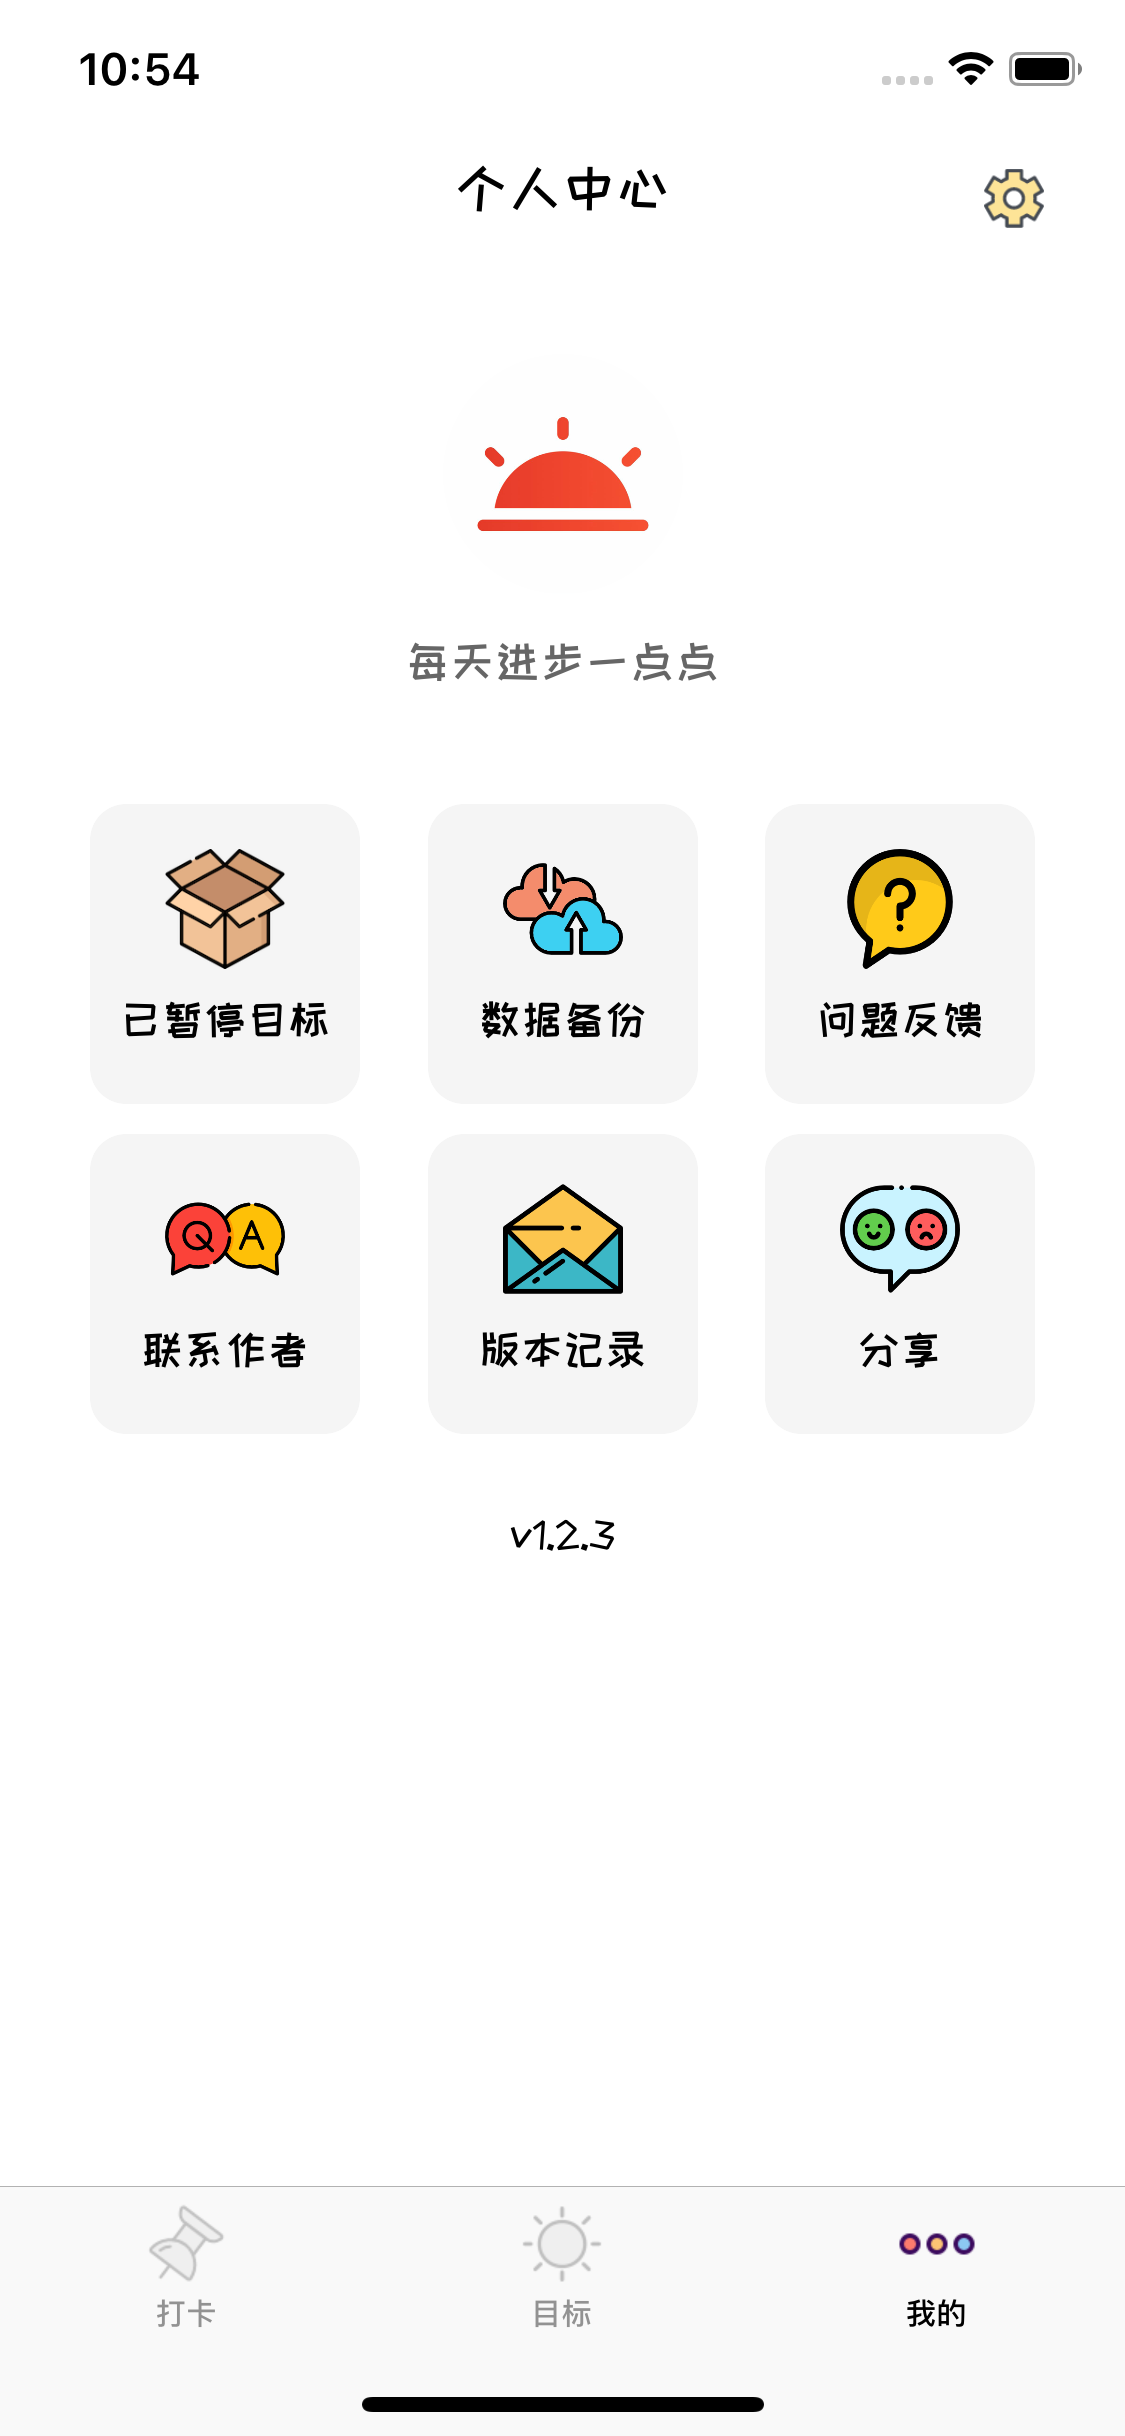 10:54
个人中心
每天进步一点点
已暂停目标
数据备份
问题反馈
Q A
联系作者
版本记录
分享
v1.2.3
打卡
目标
我的